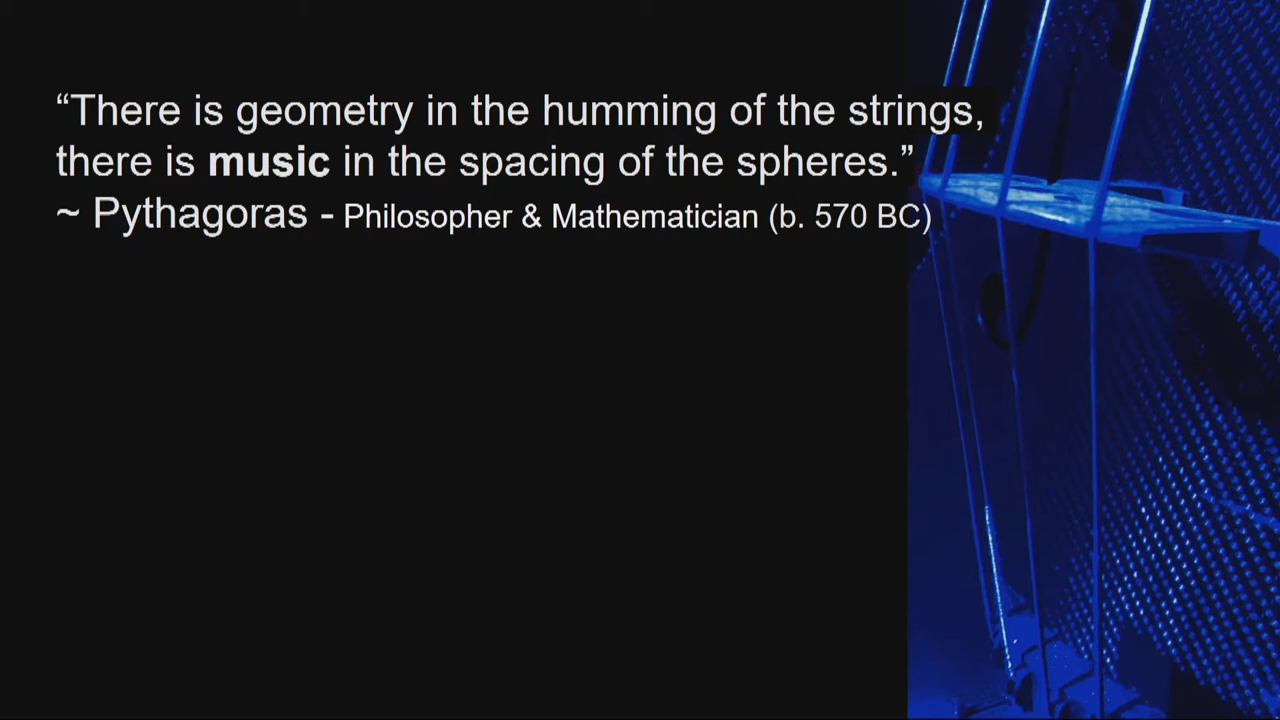 “There is geometry in the humming of the strings,
there is music in the spacing of the spheres.”
~ Pythagoras - Philosopher & Mathematician (b. 570 BC)